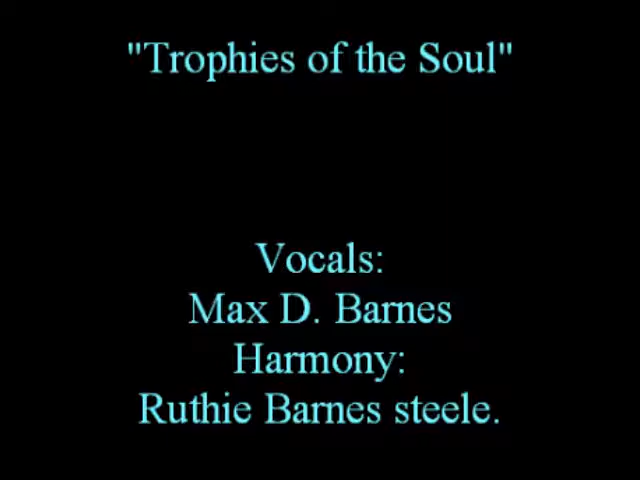 "Trophies of the Soul"
Vocals:
Max D. Barnes
Harmony:
Ruthie Barnes steele.